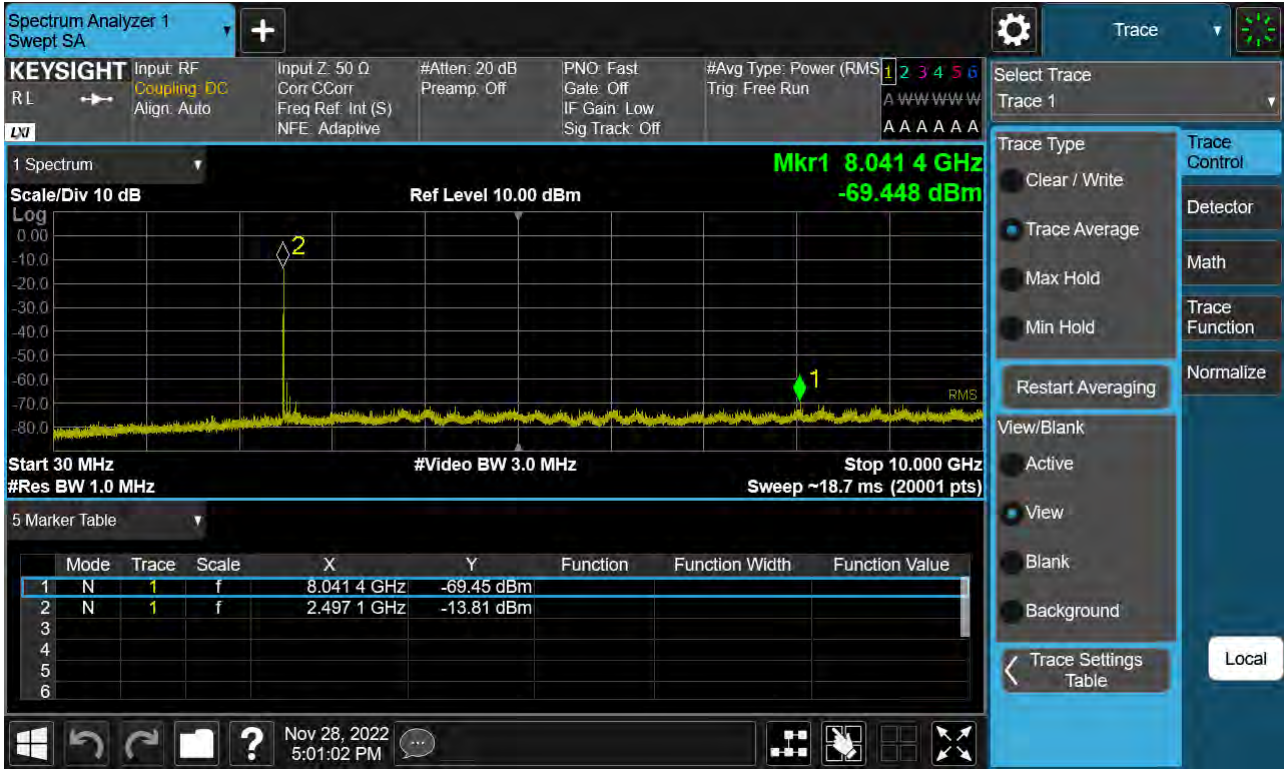 Spectrum Analyzer 1
Swept SA
Trace
KEYSIGHT
RL
LXI
Input: RF
Coupling: DC
Align: Auto
Input Z: 50 Ω
Corr CCorr
Freq Ref: Int (S)
NFE: Adaptive
#Atten: 20 dB
Preamp: Off
PNO: Fast
Gate: Off
IF Gain: Low
Sig Track: Off
#Avg Type: Power (RMS
Trig: Free Run
1 2 3 4 5 6
A W W W W W
A A A A A A
1 Spectrum
Mkr1 8.041 4 GHz
Scale/Div 10 dB
Ref Level 10.00 dBm
-69.448 dBm
Log
0.00
-10.0
-20.0
-30.0
-40.0
-50.0
-60.0
-70.0
-80.0
2
1
RMS
Start 30 MHz
#Video BW 3.0 MHz
Stop 10.000 GHz
#Res BW 1.0 MHz
Sweep ~18.7 ms (20001 pts)
5 Marker Table
Mode Trace Scale X Y Function Function Width Function Value
1 N 1 f 8.041 4 GHz -69.45 dBm
2 N 1 f 2.497 1 GHz -13.81 dBm
3
4
5
6
?
Nov 28, 2022
5:01:02 PM
Select Trace
Trace 1
Trace Type
Clear / Write
Trace Average
Max Hold
Min Hold
Restart Averaging
View/Blank
Active
View
Blank
Background
Trace Settings
Table
Trace
Control
Detector
Math
Trace
Function
Normalize
Local